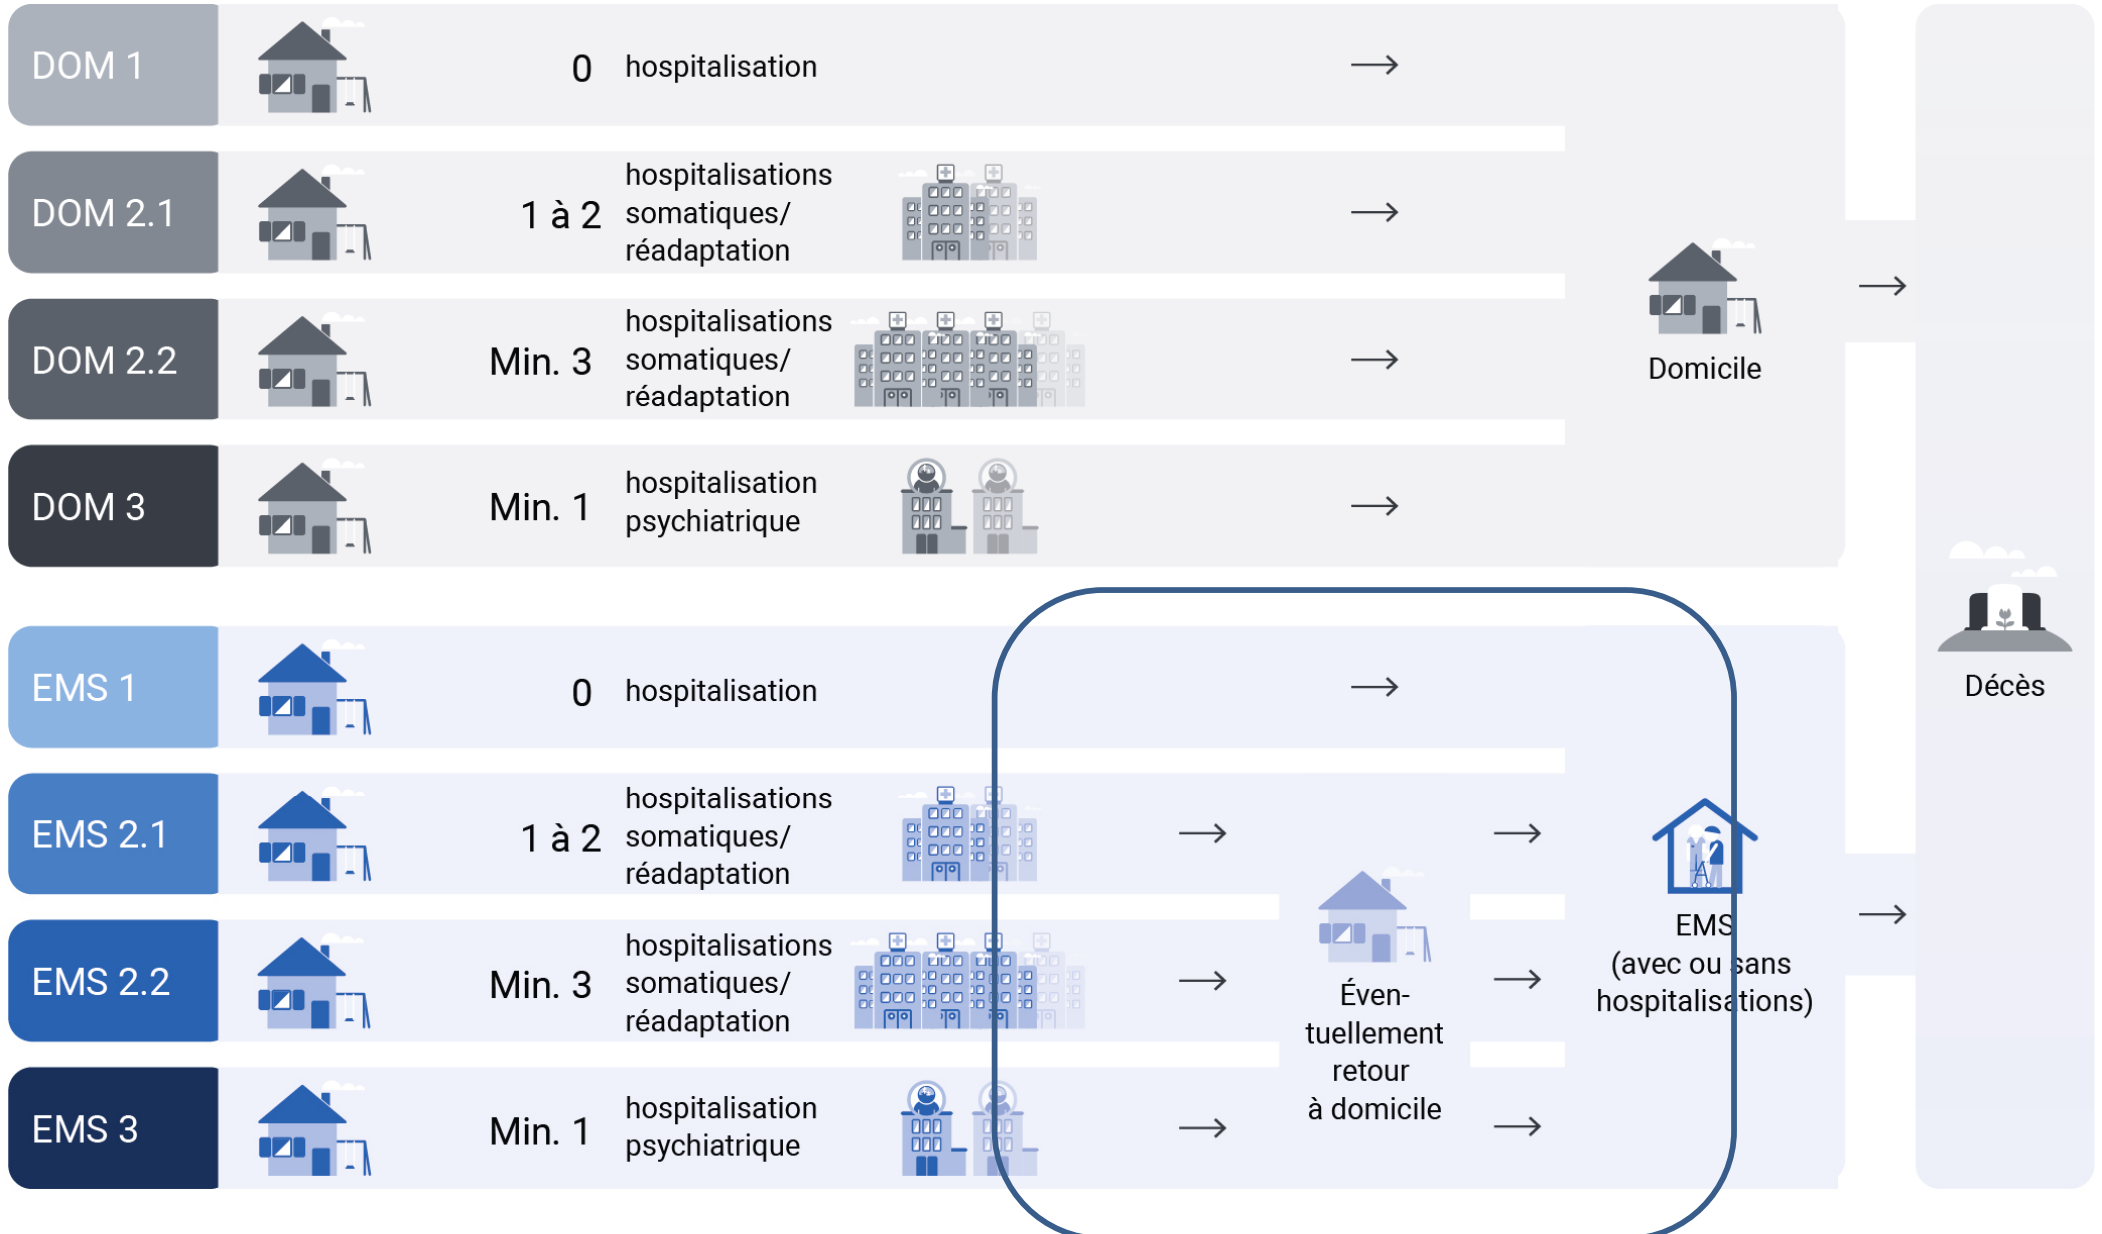 DOM 1
0 hospitalisation
DOM 2.1
1 à 2
hospitalisations
somatiques/
réadaptation
DOM 2.2
Min. 3
hospitalisations
somatiques/
réadaptation
DOM 3
Min. 1
hospitalisation
psychiatrique
Domicile
EMS 1
0 hospitalisation
EMS 2.1
1 à 2
hospitalisations
somatiques/
réadaptation
EMS 2.2
Min. 3
hospitalisations
somatiques/
réadaptation
EMS 3
Min. 1
hospitalisation
psychiatrique
Éven-
tuellement
retour
à domicile
EMS
(avec ou sans
hospitalisations)
Décès